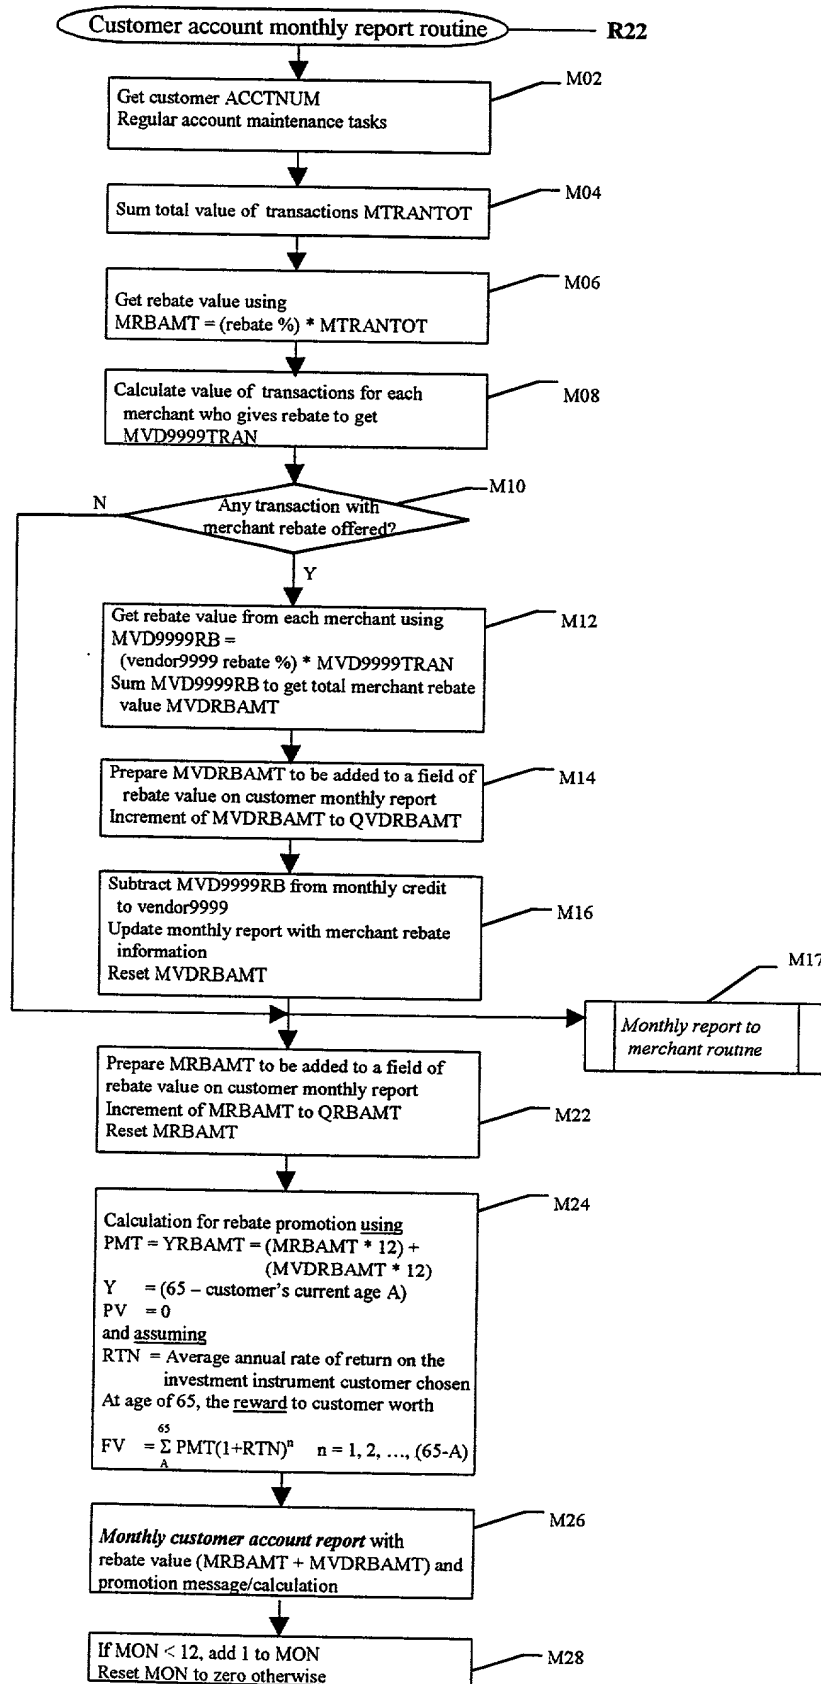 Customer account monthly report routine
R22
M02
Get customer ACCTNUM
Regular account maintenance tasks
M04
Sum total value of transactions MTRANTOT
M06
Get rebate value using
MRBAMT = (rebate %) * MTRANTOT
M08
Calculate value of transactions for each
merchant who gives rebate to get
MVD9999TRAN
M10
N
Any transaction with
merchant rebate offered?
Y
M12
Get rebate value from each merchant using
MVD9999RB =
(vendor9999 rebate %) * MVD9999TRAN
Sum MVD9999RB to get total merchant rebate
value MVDRBAMT
M14
Prepare MVDRBAMT to be added to a field of
rebate value on customer monthly report
Increment of MVDRBAMT to QVDRBAMT
M16
Subtract MVD9999RB from monthly credit
to vendor9999
Update monthly report with merchant rebate
information
Reset MVDRBAMT
M17
Monthly report to
merchant routine
Prepare MRBAMT to be added to a field of
rebate value on customer monthly report
Increment of MRBAMT to QRBAMT
Reset MRBAMT
M22
M24
Calculation for rebate promotion using
PMT = YRBAMT = (MRBAMT * 12) +
(MVDRBAMT * 12)
Y = (65 – customer's current age A)
PV = 0
and assuming
RTN = Average annual rate of return on the
investment instrument customer chosen
At age of 65, the reward to customer worth
65
FV = Σ PMT(1+RTN)ⁿ n = 1, 2, ..., (65-A)
A
M26
Monthly customer account report with
rebate value (MRBAMT + MVDRBAMT) and
promotion message/calculation
M28
If MON < 12, add 1 to MON
Reset MON to zero otherwise